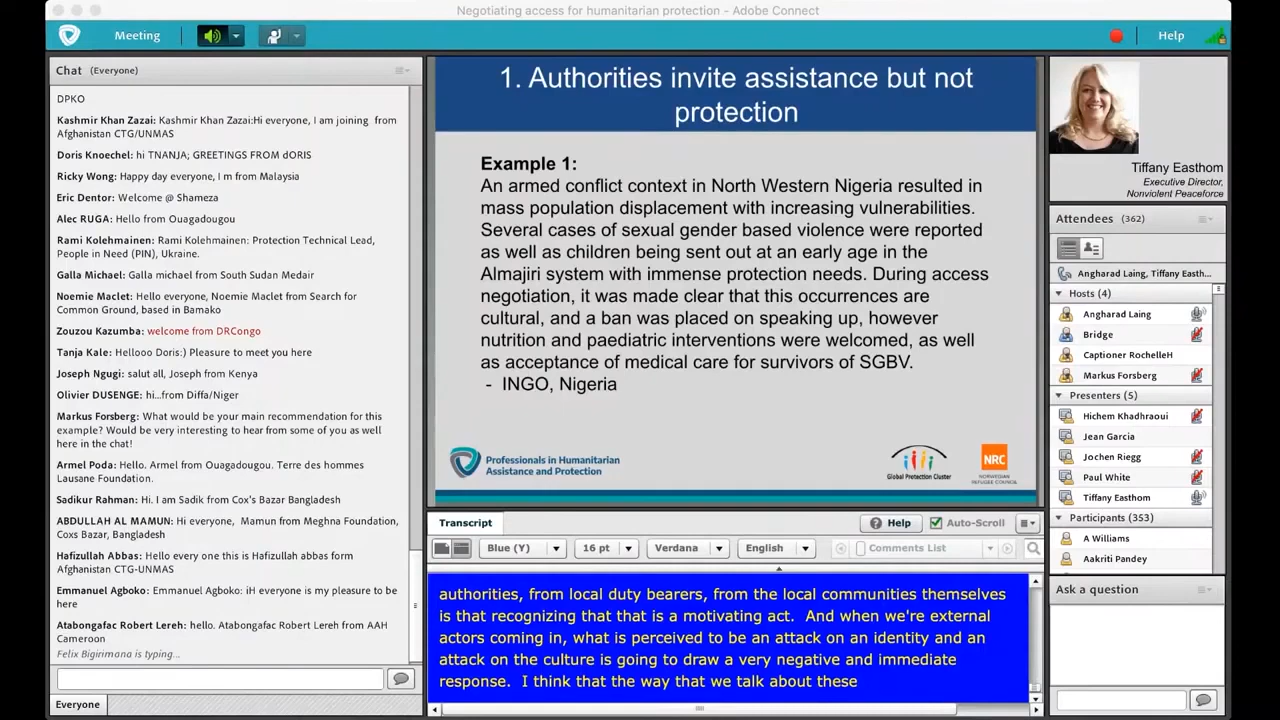 Negotiating access for humanitarian protection - Adobe Connect
Meeting
Help
Chat (Everyone)
DPKO
Kashmir Khan Zazai: Kashmir Khan Zazai:Hi everyone, I am joining from
Afghanistan CTG/UNMAS
Doris Knoechel: hi TNANJA; GREETINGS FROM dORIS
Ricky Wong: Happy day everyone, I m from Malaysia
Eric Dentor: Welcome @ Shameza
Alec RUGA: Hello from Ouagadougou
Rami Kolehmainen: Rami Kolehmainen: Protection Technical Lead,
People in Need (PIN), Ukraine.
Galla Michael: Galla michael from South Sudan Medair
Noemie Maclet: Hello everyone, Noemie Maclet from Search for
Common Ground, based in Bamako
Zouzou Kazumba: welcome from DRCongo
Tanja Kale: Hellooo Doris:) Pleasure to meet you here
Joseph Ngugi: salut all, Joseph from Kenya
Olivier DUSENGE: hi...from Diffa/Niger
Markus Forsberg: What would be your main recommendation for this
example? Would be very interesting to hear from some of you as well
here in the chat!
Armel Poda: Hello. Armel from Ouagadougou. Terre des hommes
Lausane Foundation.
Sadikur Rahman: Hi. I am Sadik from Cox's Bazar Bangladesh
ABDULLAH AL MAMUN: Hi everyone, Mamun from Meghna Foundation,
Coxs Bazar, Bangladesh
Hafizullah Abbas: Hello every one this is Hafizullah abbas form
Afghanistan CTG-UNMAS
Emmanuel Agboko: Emmanuel Agboko: iH everyone is my pleasure to be
here
Atabongafac Robert Lereh: hello. Atabongafac Robert Lereh from AAH
Cameroon
Felix Bigirimana is typing...
Everyone
1. Authorities invite assistance but not
protection
Example 1:
An armed conflict context in North Western Nigeria resulted in
mass population displacement with increasing vulnerabilities.
Several cases of sexual gender based violence were reported
as well as children being sent out at an early age in the
Almajiri system with immense protection needs. During access
negotiation, it was made clear that this occurrences are
cultural, and a ban was placed on speaking up, however
nutrition and paediatric interventions were welcomed, as well
as acceptance of medical care for survivors of SGBV.
- INGO, Nigeria
Professionals in Humanitarian
Assistance and Protection
Global Protection Cluster
NRC
NORWEGIAN
REFUGEE COUNCIL
Transcript
Help
Auto-Scroll
Blue (Y)
16 pt
Verdana
English
Comments List
authorities, from local duty bearers, from the local communities themselves
is that recognizing that that is a motivating act. And when we're external
actors coming in, what is perceived to be an attack on an identity and an
attack on the culture is going to draw a very negative and immediate
response. I think that the way that we talk about these
Tiffany Easthom
Executive Director,
Nonviolent Peaceforce
Attendees (362)
Angharad Laing, Tiffany Easth...
Hosts (4)
Angharad Laing
Bridge
Captioner RochelleH
Markus Forsberg
Presenters (5)
Hichem Khadhraoui
Jean Garcia
Jochen Riegg
Paul White
Tiffany Easthom
Participants (353)
A Williams
Aakriti Pandey
Ask a question